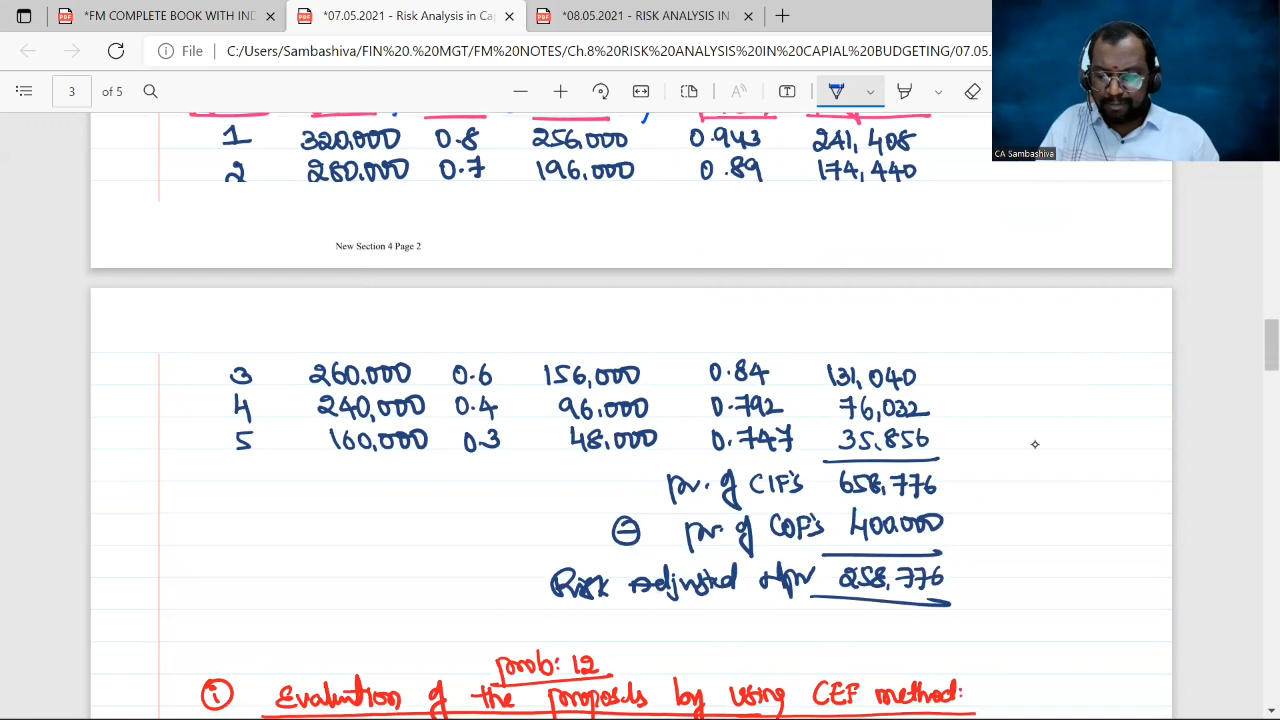 *FM COMPLETE BOOK WITH IND
*07.05.2021 - Risk Analysis in Ca
*08.05.2021 - RISK ANALYSIS IN
File C:/Users/Sambashiva/FIN%20.%20MGT/FM%20NOTES/Ch.8%20RISK%20ANALYSIS%20IN%20CAPIAL%20BUDGETING/07.05.
3 of 5
CA Sambashiva
1 320,000 0.8 256,000 0.943 241,408
2 280,000 0.7 196,000 0.89 174,440
New Section 4 Page 2
3 260,000 0.6 156,000 0.84 131,040
4 240,000 0.4 96,000 0.792 76,032
5 160,000 0.3 48,000 0.747 35,856
pv. of CIF's 658,776
⊖ pv. of COF's 400000
Risk adjusted npv 258,776
prob: 12
i Evaluation of the proposals by using CEF method: